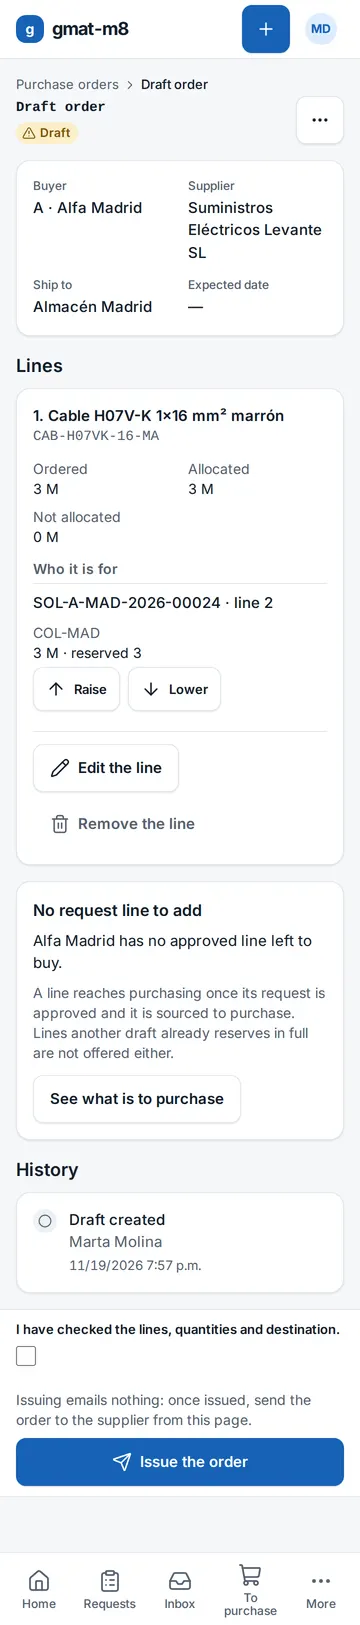 g gmat-m8 MD
Purchase orders > Draft order
Draft order
Draft
Buyer
A · Alfa Madrid
Supplier
Suministros
Eléctricos Levante
SL
Ship to
Almacén Madrid
Expected date
—
Lines
1. Cable H07V-K 1×16 mm² marrón
CAB-H07VK-16-MA
Ordered
3 M
Allocated
3 M
Not allocated
0 M
Who it is for
SOL-A-MAD-2026-00024 · line 2
COL-MAD
3 M · reserved 3
Raise
Lower
Edit the line
Remove the line
No request line to add
Alfa Madrid has no approved line left to
buy.
A line reaches purchasing once its request is
approved and it is sourced to purchase.
Lines another draft already reserves in full
are not offered either.
See what is to purchase
History
Draft created
Marta Molina
11/19/2026 7:57 p.m.
I have checked the lines, quantities and destination.
Issuing emails nothing: once issued, send the
order to the supplier from this page.
Issue the order
Home
Requests
Inbox
To
purchase
More